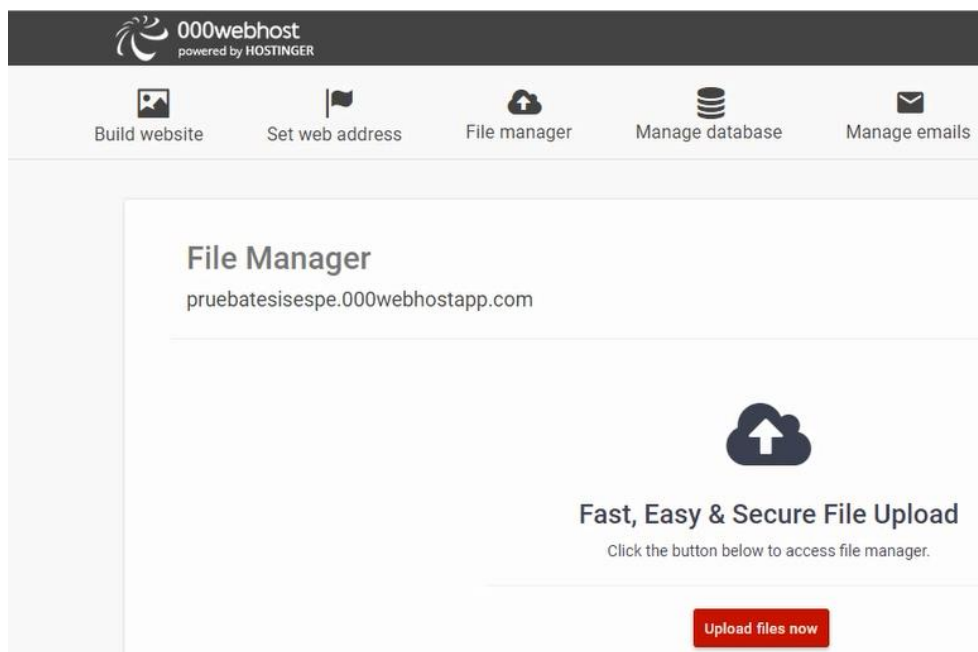 000webhost
powered by HOSTINGER
Build website
Set web address
File manager
Manage database
Manage emails
File Manager
pruebatesisespe.000webhostapp.com
Fast, Easy & Secure File Upload
Click the button below to access file manager.
Upload files now